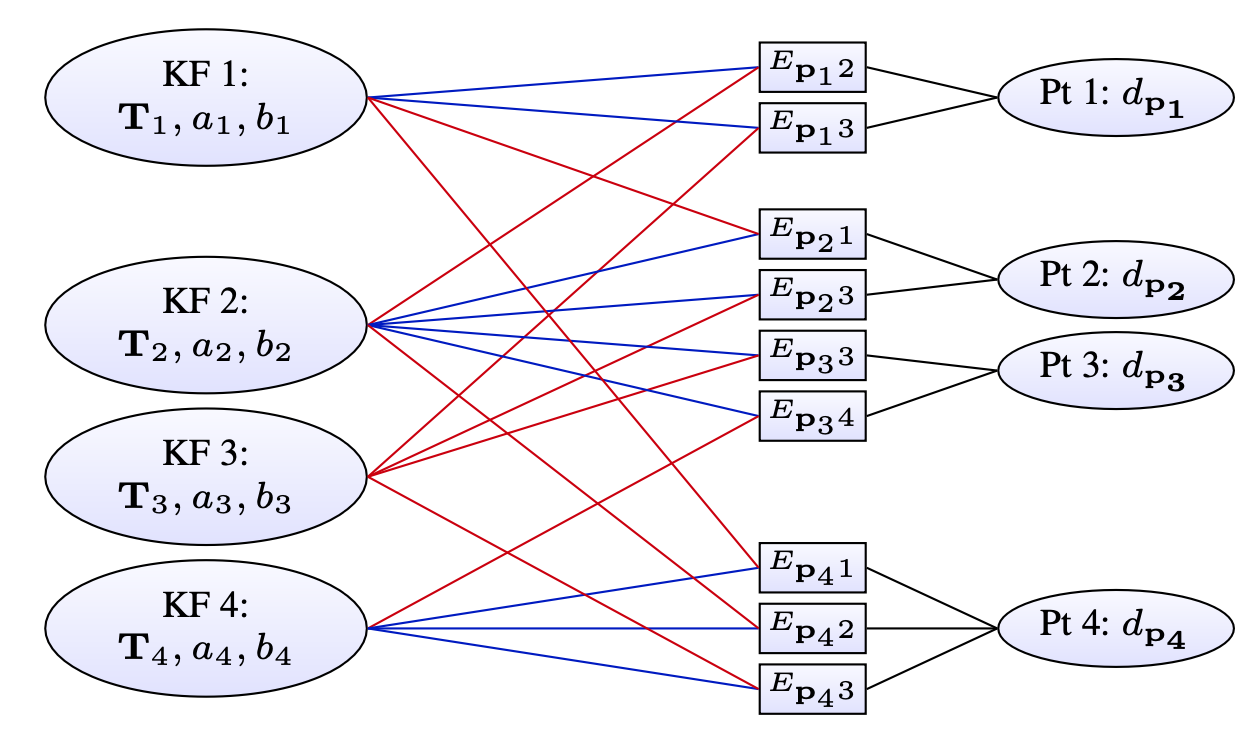 KF 1:
T₁, a₁, b₁
KF 2:
T₂, a₂, b₂
KF 3:
T₃, a₃, b₃
KF 4:
T₄, a₄, b₄
Eₚ₁₂
Eₚ₁₃
Eₚ₂₁
Eₚ₂₃
Eₚ₃₃
Eₚ₃₄
Eₚ₄₁
Eₚ₄₂
Eₚ₄₃
Pt 1: dₚ₁
Pt 2: dₚ₂
Pt 3: dₚ₃
Pt 4: dₚ₄